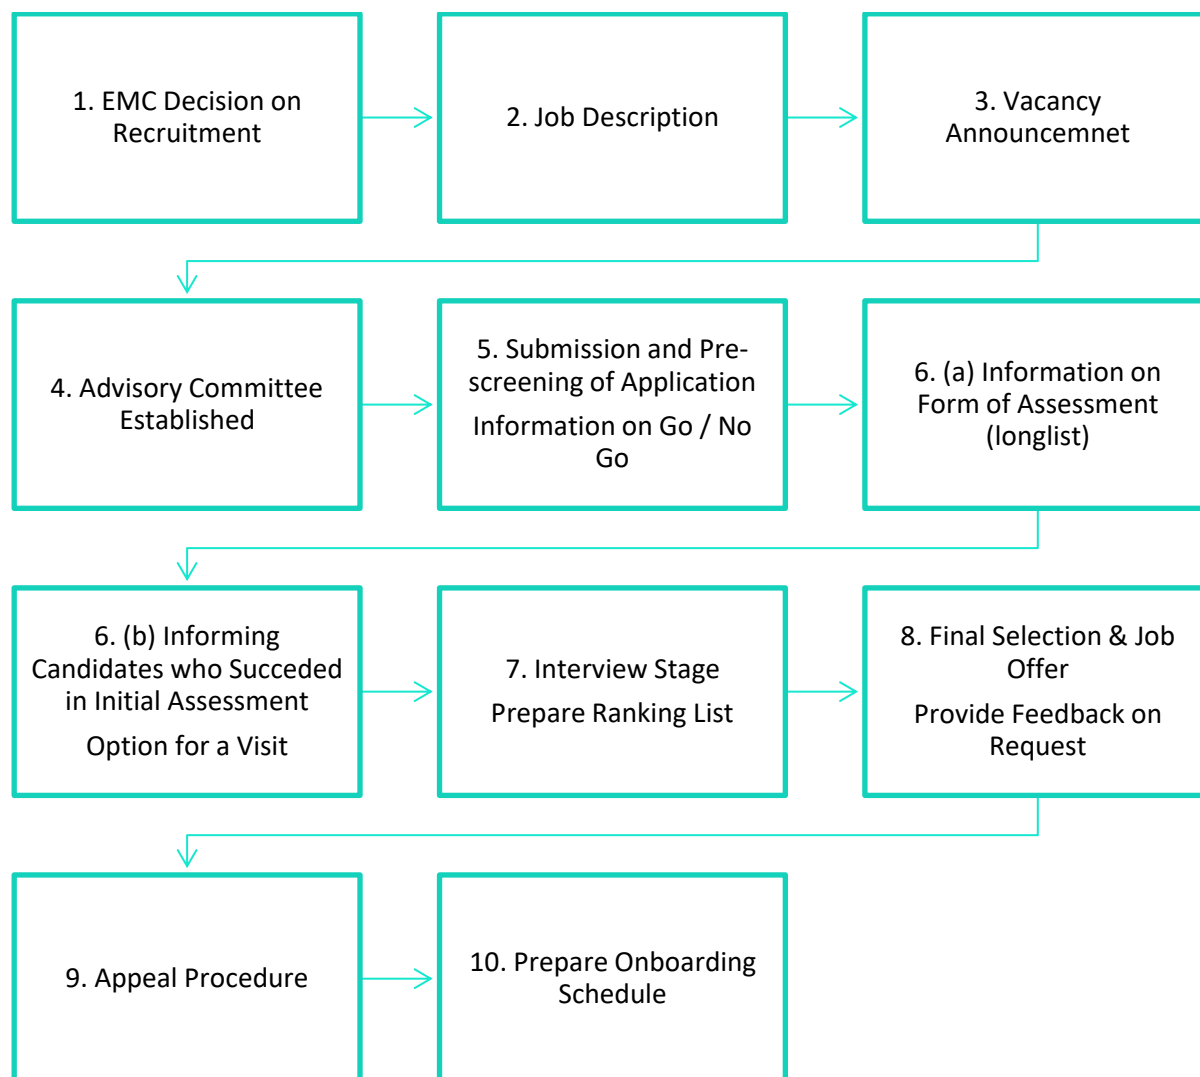 1. EMC Decision on
Recruitment
2. Job Description
3. Vacancy
Announcemnet
4. Advisory Committee
Established
5. Submission and Pre-
screening of Application
Information on Go / No
Go
6. (a) Information on
Form of Assessment
(longlist)
6. (b) Informing
Candidates who Succeded
in Initial Assessment
Option for a Visit
7. Interview Stage
Prepare Ranking List
8. Final Selection & Job
Offer
Provide Feedback on
Request
9. Appeal Procedure
10. Prepare Onboarding
Schedule